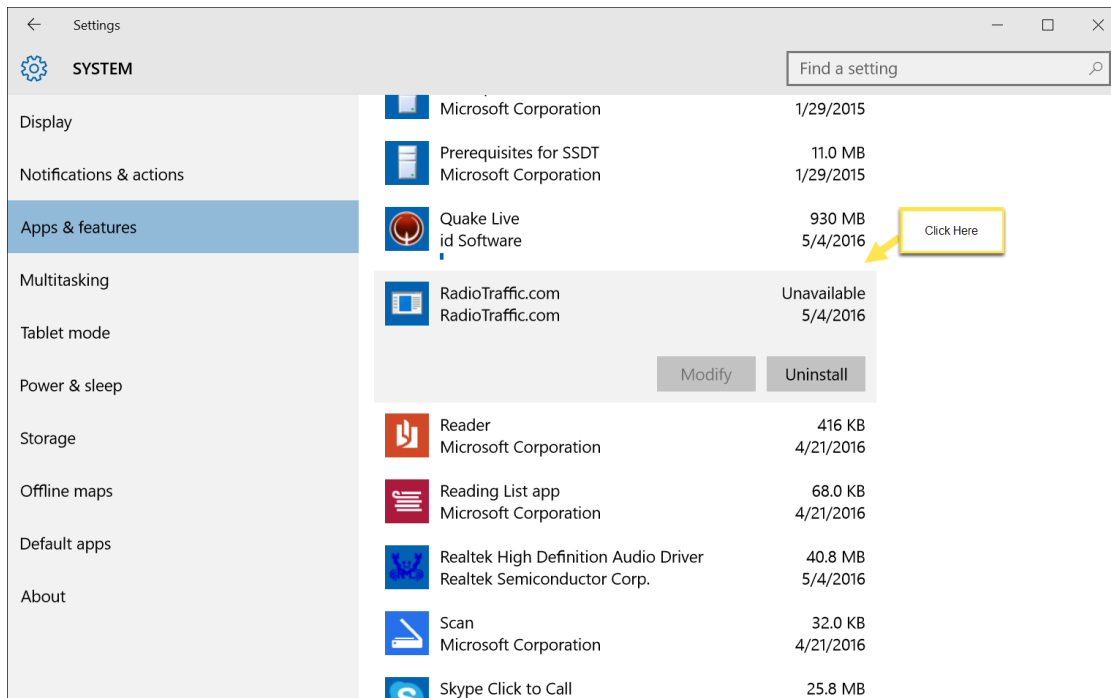 Settings
SYSTEM
Find a setting
Display
Notifications & actions
Apps & features
Multitasking
Tablet mode
Power & sleep
Storage
Offline maps
Default apps
About
Microsoft Corporation 1/29/2015
Prerequisites for SSDT 11.0 MB
Microsoft Corporation 1/29/2015
Quake Live 930 MB
id Software 5/4/2016
Click Here
RadioTraffic.com Unavailable
RadioTraffic.com 5/4/2016
Modify Uninstall
Reader 416 KB
Microsoft Corporation 4/21/2016
Reading List app 68.0 KB
Microsoft Corporation 4/21/2016
Realtek High Definition Audio Driver 40.8 MB
Realtek Semiconductor Corp. 5/4/2016
Scan 32.0 KB
Microsoft Corporation 4/21/2016
Skype Click to Call 25.8 MB